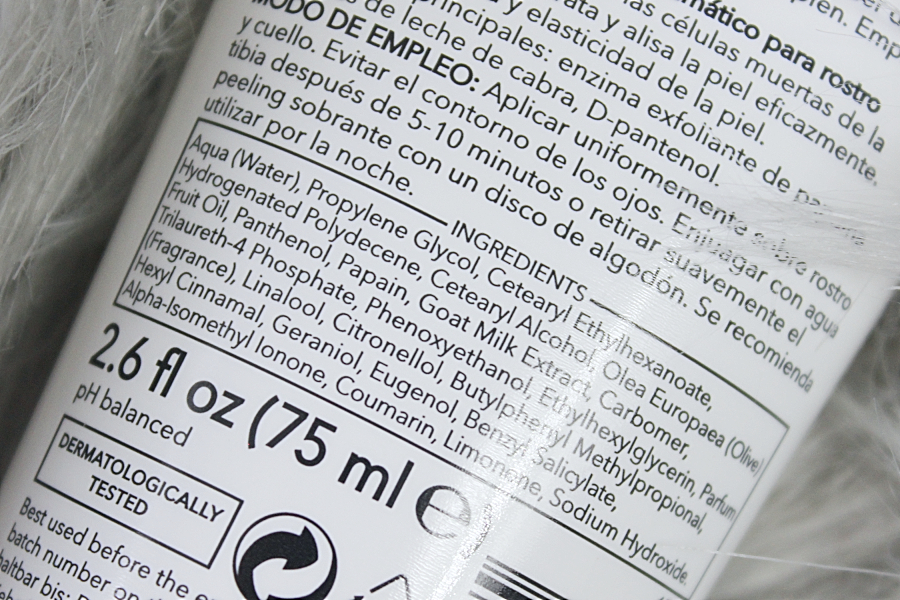 para rostro
las células muertas de la
y alisa la piel eficazmente,
y elasticidad de la piel.
principales: enzima exfoliante de
de leche de cabra, D-pantenol.
MODO DE EMPLEO: Aplicar uniformemente sobre rostro
y cuello. Evitar el contorno de los ojos. Enjuagar con agua
tibia después de 5-10 minutos o retirar suavemente el
peeling sobrante con un disco de algodón. Se recomienda
utilizar por la noche.
INGREDIENTS
Aqua (Water), Propylene Glycol, Cetearyl Ethylhexanoate,
Hydrogenated Polydecene, Cetearyl Alcohol, Olea Europaea (Olive)
Fruit Oil, Panthenol, Papain, Goat Milk Extract, Carbomer,
Trilaureth-4 Phosphate, Phenoxyethanol, Ethylhexylglycerin, Parfum
(Fragrance), Linalool, Citronellol, Butylphenyl Methylpropional,
Hexyl Cinnamal, Geraniol, Eugenol, Benzyl Salicylate,
Alpha-Isomethyl Ionone, Coumarin, Limonene, Sodium Hydroxide.
2.6 fl oz (75 ml ℮
pH balanced
DERMATOLOGICALLY
TESTED
Best used before the
batch number on
bis: